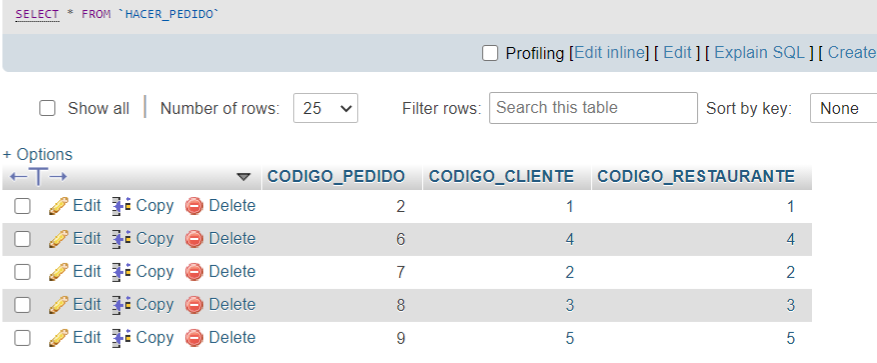 SELECT * FROM `HACER_PEDIDO`
Profiling [Edit inline] [ Edit ] [ Explain SQL ] [ Create
Show all | Number of rows: 25 Filter rows: Search this table Sort by key: None
+ Options
←T→ CODIGO_PEDIDO CODIGO_CLIENTE CODIGO_RESTAURANTE
Edit Copy Delete 2 1 1
Edit Copy Delete 6 4 4
Edit Copy Delete 7 2 2
Edit Copy Delete 8 3 3
Edit Copy Delete 9 5 5